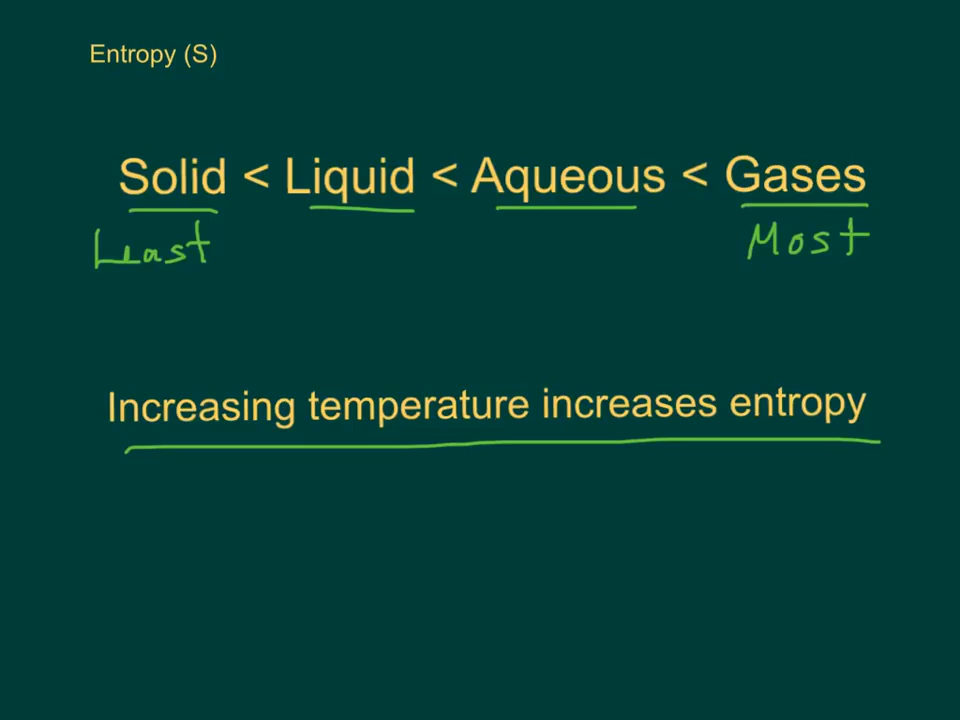 Entropy (S)
Solid < Liquid < Aqueous < Gases
Least Most
Increasing temperature increases entropy